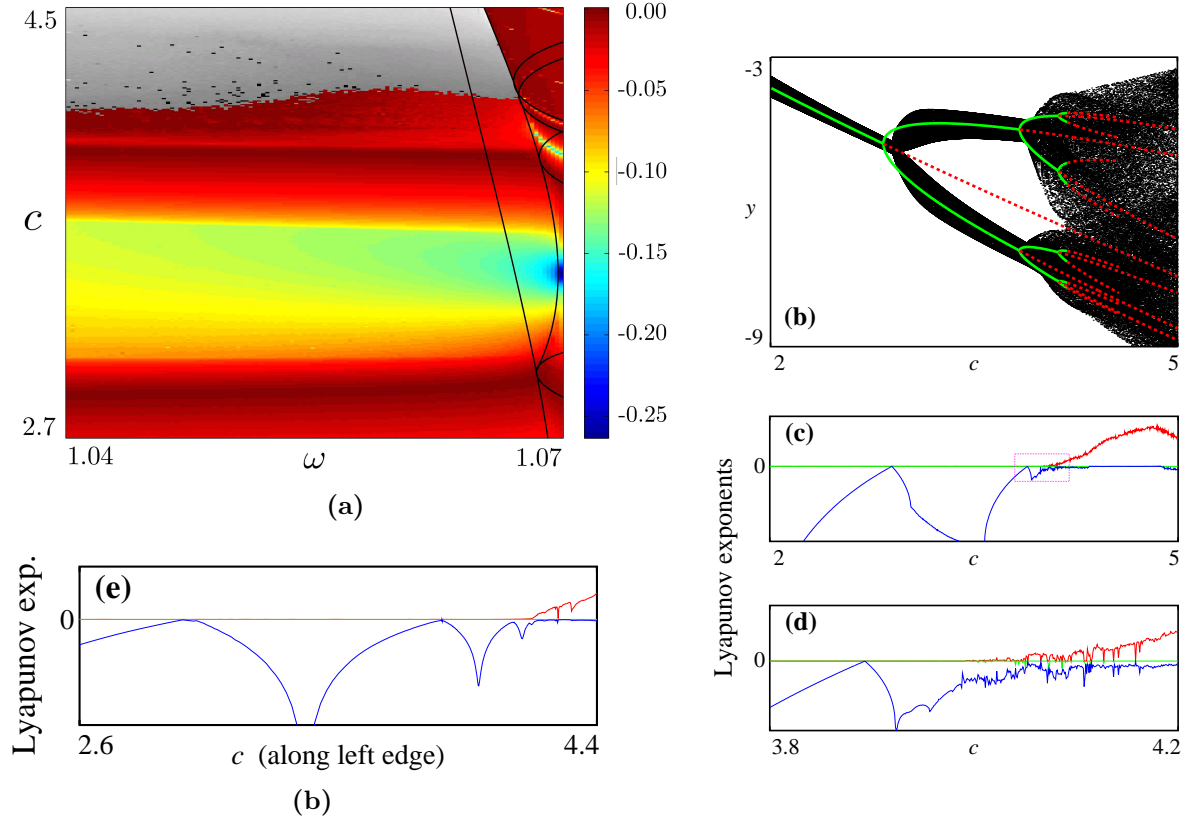 4.5
c
2.7
1.04
ω
1.07
0.00
-0.05
-0.10
-0.15
-0.20
-0.25
(a)
-3
y
-9
(b)
2
c
5
Lyapunov exponents
(c)
0
2
c
5
(d)
0
3.8
c
4.2
Lyapunov exp.
(e)
0
2.6
c (along left edge)
4.4
(b)